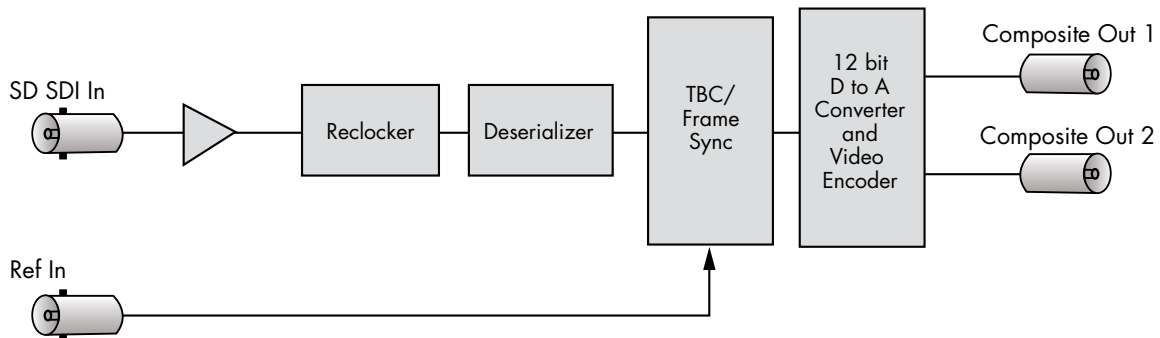 SD SDI In
Reclocker
Deserializer
TBC/
Frame
Sync
12 bit
D to A
Converter
and
Video
Encoder
Composite Out 1
Composite Out 2
Ref In